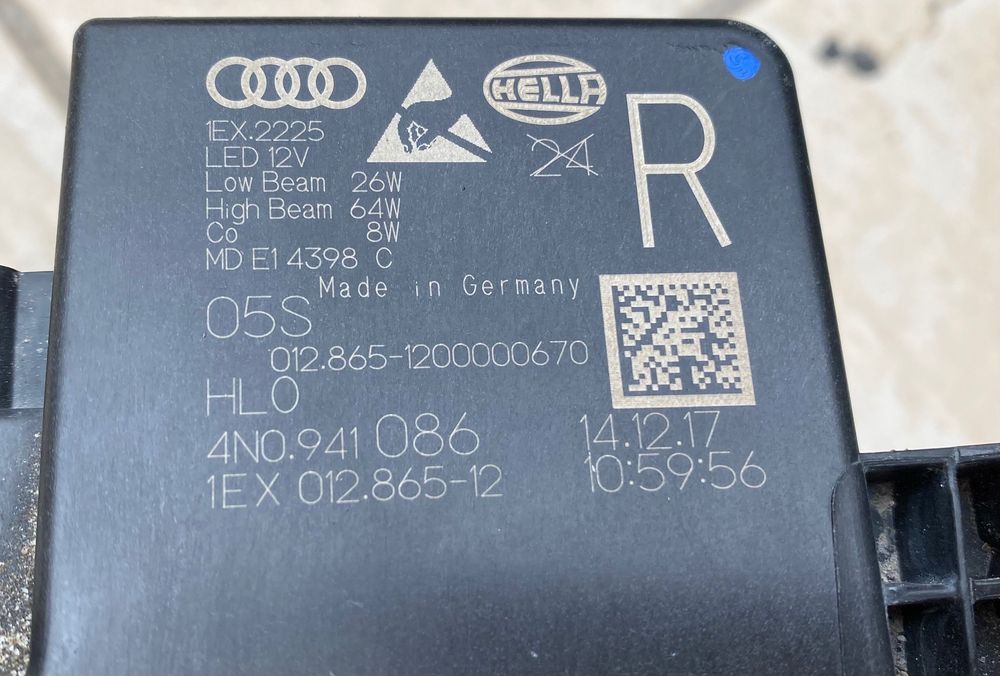 HELLA
1EX.2225
24
R
LED 12V
Low Beam 26W
High Beam 64W
Co 8W
MD E1 4398 C
Made in Germany
05S
012.865-1200000670
HL0
4N0.941 086
14.12.17
1EX 012.865-12
10:59:56